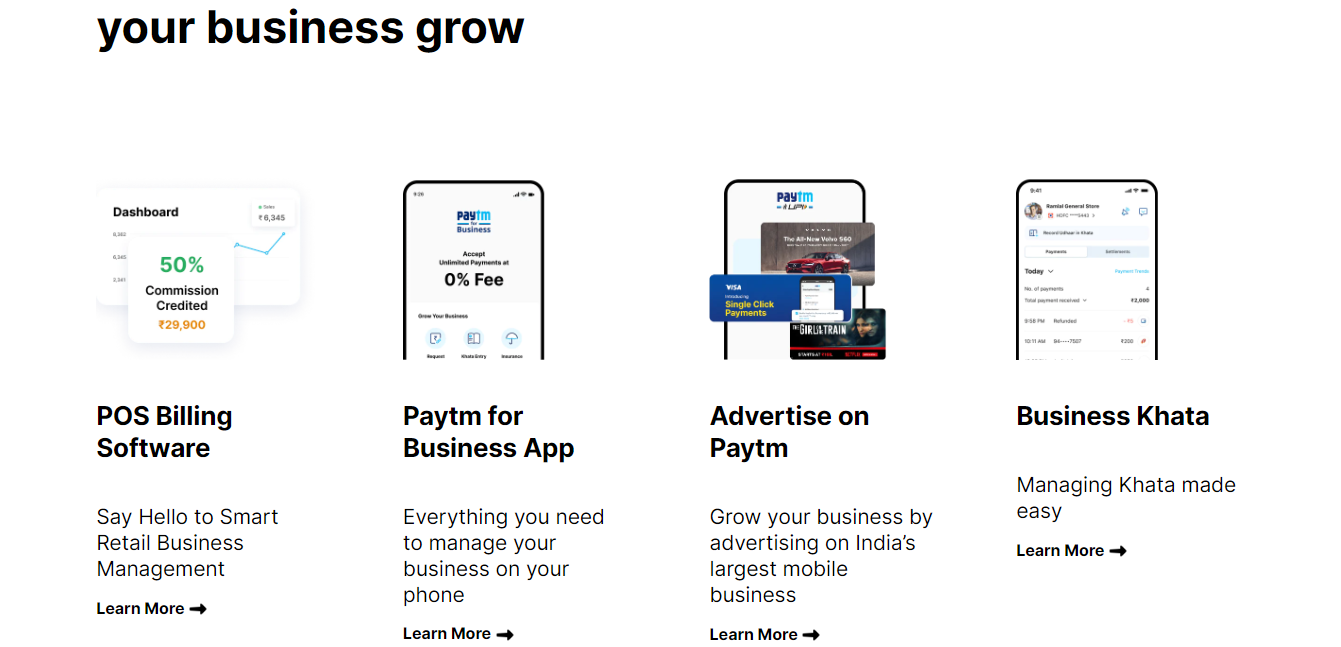 your business grow
Dashboard
Sales
₹6,345
8,363
6,345
2,341
50%
Commission
Credited
₹29,900
POS Billing
Software
Say Hello to Smart
Retail Business
Management
Learn More
9:26
paytm
for
Business
Accept
Unlimited Payments at
0% Fee
Grow Your Business
Request
Khata Entry
Insurance
Paytm for
Business App
Everything you need
to manage your
business on your
phone
Learn More
paytm
UPI
VOLVO
The All-New Volvo S60
VISA
Introducing
Single Click
Payments
THE GIRL ON THE TRAIN
NETFLIX
Advertise on
Paytm
Grow your business by
advertising on India’s
largest mobile
business
Learn More
9:41
Ramlal General Store
HDFC ****5443
Record Udhaar in Khata
Payments
Settlements
Today
Payment Trends
No. of payments
4
Total payment received
₹2,000
9:58 PM Refunded
10:11 AM
₹200
Business Khata
Managing Khata made
easy
Learn More